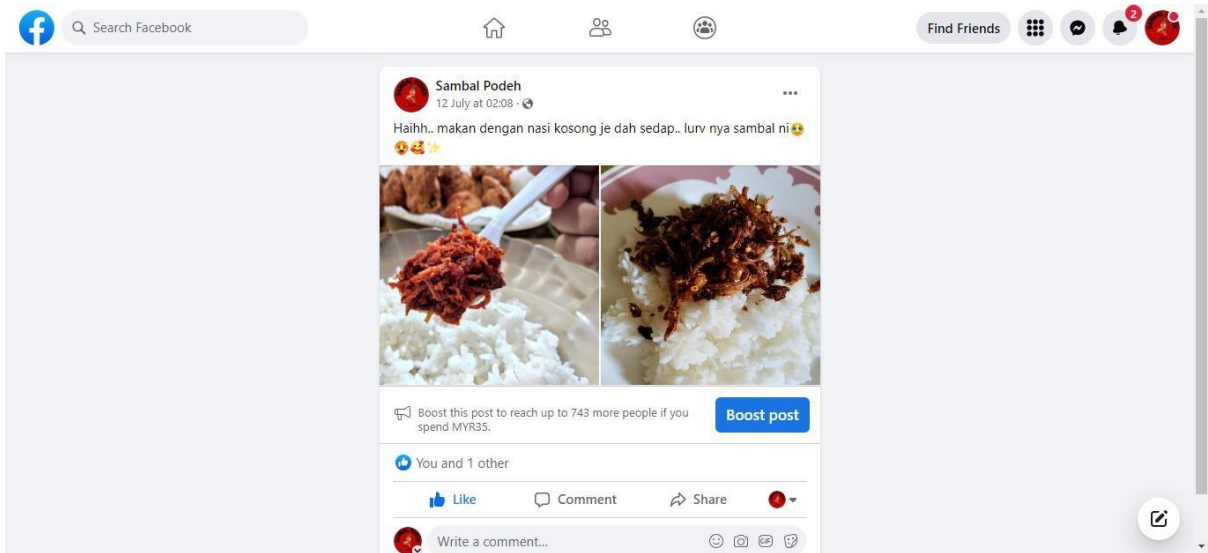 Search Facebook
Find Friends
2
Sambal Podeh
12 July at 02:08 ·
Haihh.. makan dengan nasi kosong je dah sedap.. lurv nya sambal ni🥹
🥵🥰✨
Boost this post to reach up to 743 more people if you
spend MYR35.
Boost post
You and 1 other
Like
Comment
Share
Write a comment...
GIF